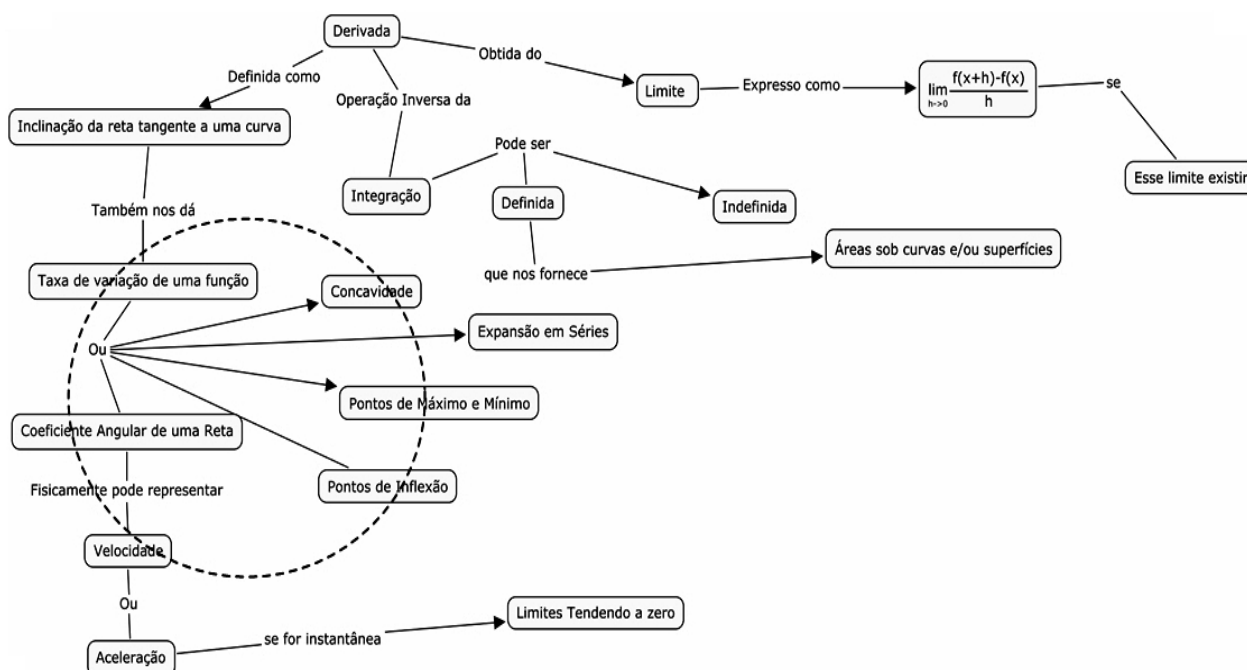 Derivada
Obtida do
Definida como
Limite
Expresso como
lim f(x+h)-f(x)
h->0 h
se
Operação Inversa da
Inclinação da reta tangente a uma curva
Pode ser
Esse limite existir
Integração
Definida
Indefinida
Também nos dá
Áreas sob curvas e/ou superfícies
que nos fornece
Taxa de variação de uma função
Concavidade
Expansão em Séries
Ou
Pontos de Máximo e Mínimo
Coeficiente Angular de uma Reta
Pontos de Inflexão
Fisicamente pode representar
Velocidade
Ou
Limites Tendendo a zero
se for instantânea
Aceleração